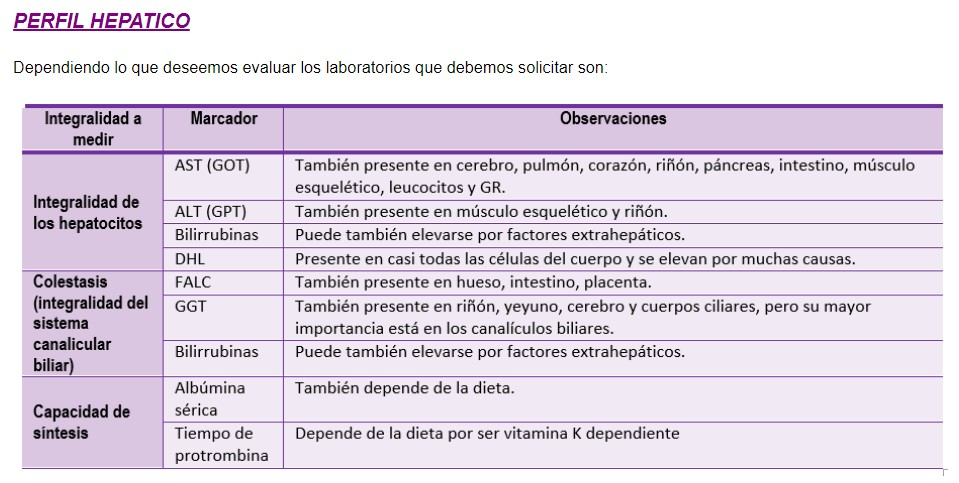 PERFIL HEPATICO
Dependiendo lo que deseemos evaluar los laboratorios que debemos solicitar son:
Integralidad a medir | Marcador | Observaciones
Integralidad de los hepatocitos
AST (GOT) | También presente en cerebro, pulmón, corazón, riñón, páncreas, intestino, músculo
esquelético, leucocitos y GR.
ALT (GPT) | También presente en músculo esquelético y riñón.
Bilirrubinas | Puede también elevarse por factores extrahepáticos.
DHL | Presente en casi todas las células del cuerpo y se elevan por muchas causas.
Colestasis
(integralidad del
sistema
canalicular
biliar)
FALC | También presente en hueso, intestino, placenta.
GGT | También presente en riñón, yeyuno, cerebro y cuerpos ciliares, pero su mayor
importancia está en los canalículos biliares.
Bilirrubinas | Puede también elevarse por factores extrahepáticos.
Capacidad de
síntesis
Albúmina
sérica | También depende de la dieta.
Tiempo de
protrombina | Depende de la dieta por ser vitamina K dependiente